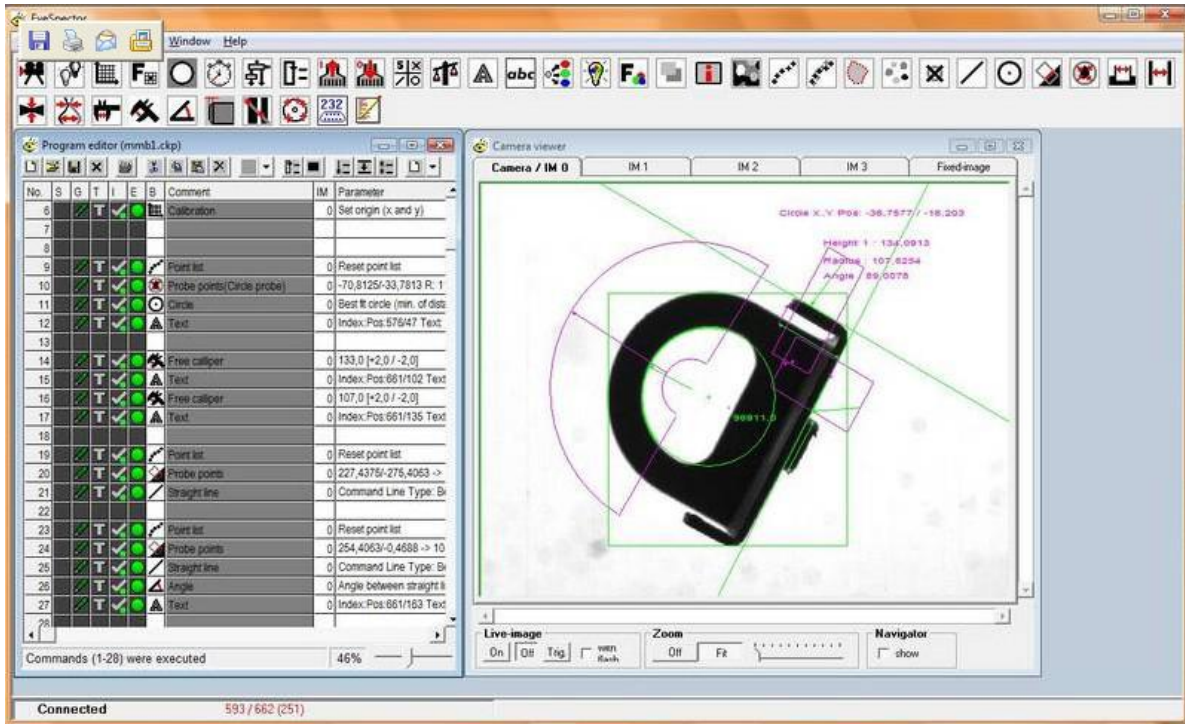 EyeSpector
Window Help
abc
232
Program editor (mmb1.ckp)
No. S G T I E B Comment IM Parameter
6 T Calibration 0 Set origin (x and y)
7
8
9 T Point list 0 Reset point list
10 T Probe points(Circle probe) 0 -70,8125/-33,7813 R: 1
11 T Circle 0 Best fit circle (min. of dista
12 T A Text 0 Index:Pos:576/47 Text:
13
14 T Free calliper 0 133,0 [+2,0 / -2,0]
15 T A Text 0 Index:Pos:661/102 Text
16 T Free calliper 0 107,0 [+2,0 / -2,0]
17 T A Text 0 Index:Pos:661/135 Text
18
19 T Point list 0 Reset point list
20 T Probe points 0 227,4375/-275,4063 ->
21 T Straight line 0 Command Line Type: Be
22
23 T Point list 0 Reset point list
24 T Probe points 0 254,4063/-0,4688 -> 10
25 T Straight line 0 Command Line Type: Be
26 T Angle 0 Angle between straight li
27 T A Text 0 Index:Pos:661/163 Text
28
Commands (1-28) were executed 46%
Camera viewer
Camera / IM 0 IM 1 IM 2 IM 3 Fixed-image
Circle X..Y Pos: -36,7577 / -18,203
Height 1 : 134,0913
Radius : 107,6254
Angle : 89,0078
Live-image Zoom Navigator
On Off Trig. with flash Off Fit show
Connected 593 / 662 (251)